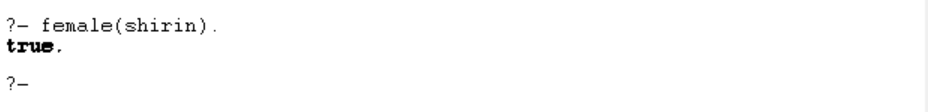 ?- female(shirin).
true.
?-